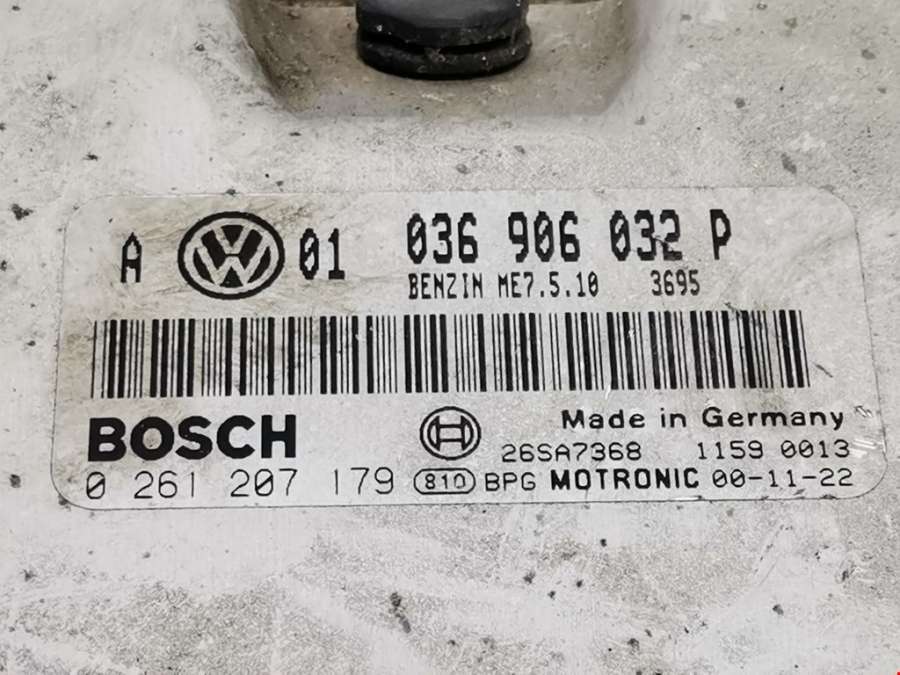 A VW 01 036 906 032 P
BENZIN ME7.5.10 3695
BOSCH Made in Germany
26SA7368 1159 0013
0 261 207 179 810 BPG MOTRONIC 00-11-22